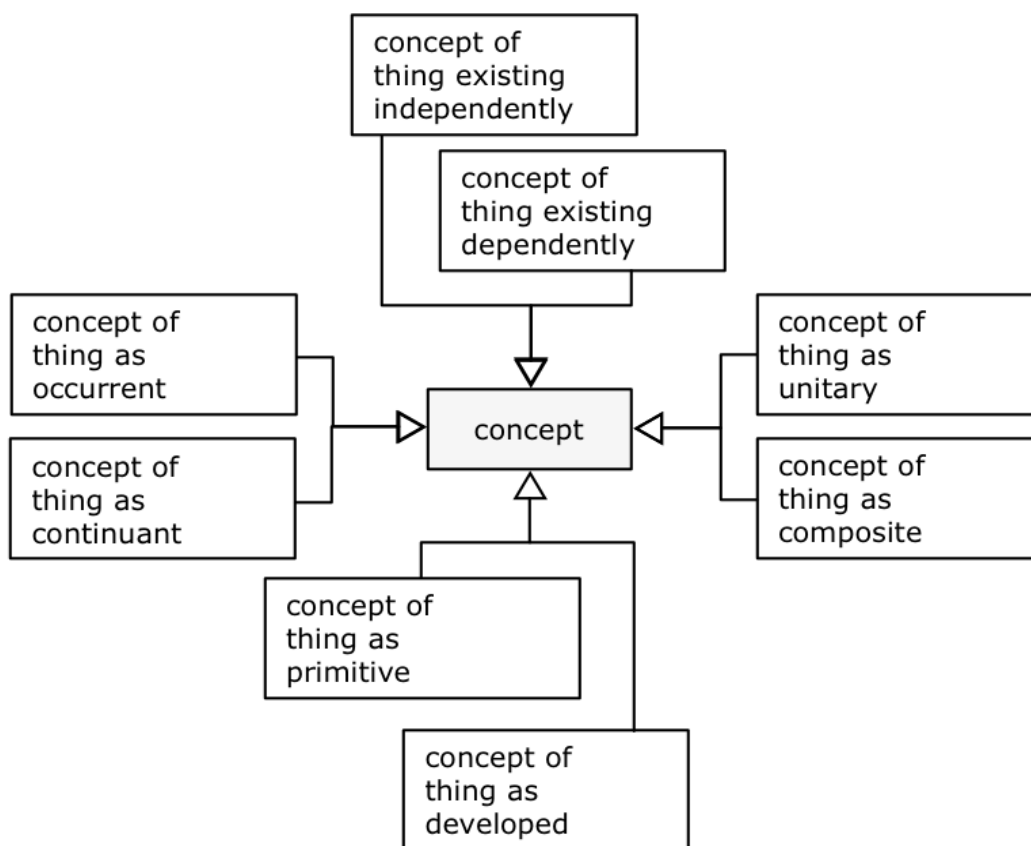 concept of
thing existing
independently
concept of
thing existing
dependently
concept of
thing as
occurrent
concept of
thing as
unitary
concept
concept of
thing as
continuant
concept of
thing as
composite
concept of
thing as
primitive
concept of
thing as
developed